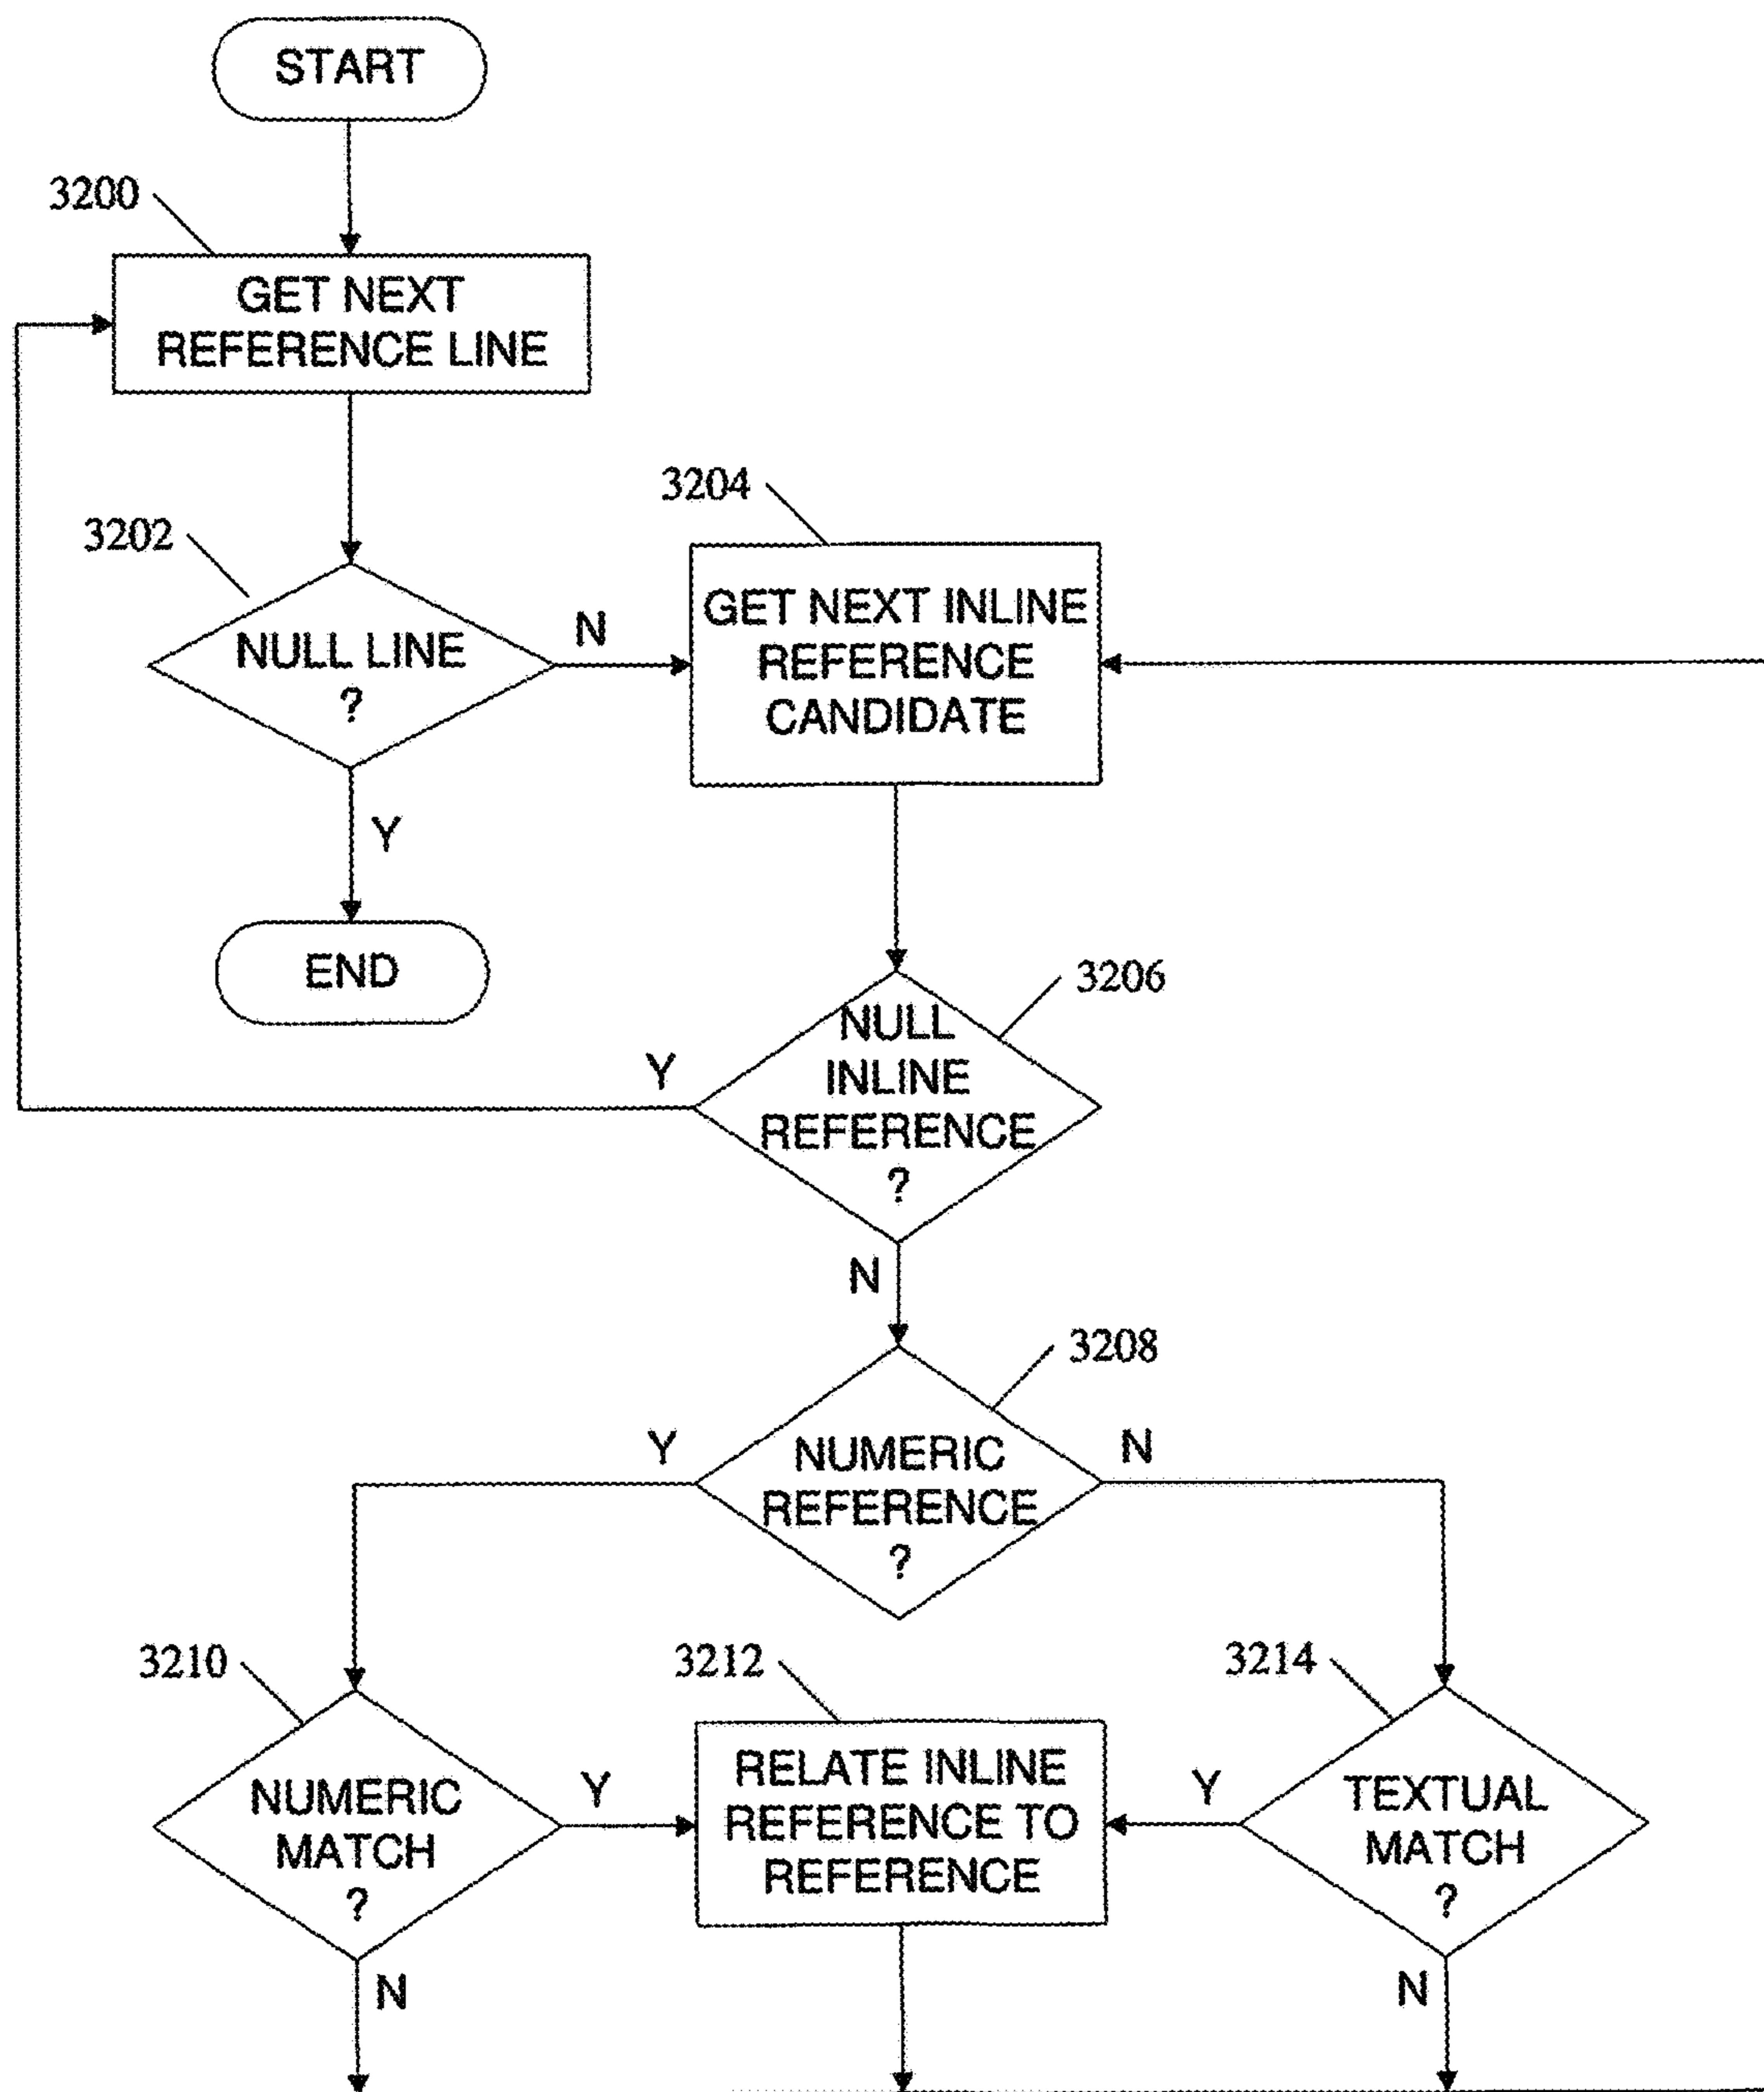 START
3200
GET NEXT
REFERENCE LINE
3202
NULL LINE
?
N
Y
END
3204
GET NEXT INLINE
REFERENCE
CANDIDATE
3206
NULL
INLINE
REFERENCE
?
Y
N
3208
NUMERIC
REFERENCE
?
Y
N
3210
NUMERIC
MATCH
?
Y
N
3212
RELATE INLINE
REFERENCE TO
REFERENCE
3214
TEXTUAL
MATCH
?
Y
N